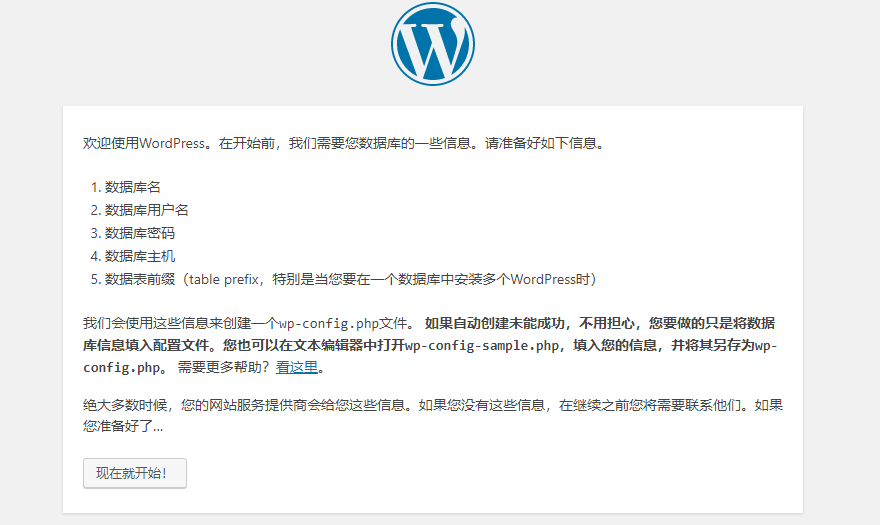 欢迎使用WordPress。在开始前，我们需要您数据库的一些信息。请准备好如下信息。
1. 数据库名
2. 数据库用户名
3. 数据库密码
4. 数据库主机
5. 数据表前缀（table prefix，特别是当您要在一个数据库中安装多个WordPress时）
我们会使用这些信息来创建一个wp-config.php文件。 如果自动创建未能成功，不用担心，您要做的只是将数据
库信息填入配置文件。您也可以在文本编辑器中打开wp-config-sample.php，填入您的信息，并将其另存为wp-
config.php。 需要更多帮助？看这里。
绝大多数时候，您的网站服务提供商会给您这些信息。如果您没有这些信息，在继续之前您将需要联系他们。如果
您准备好了...
现在就开始！